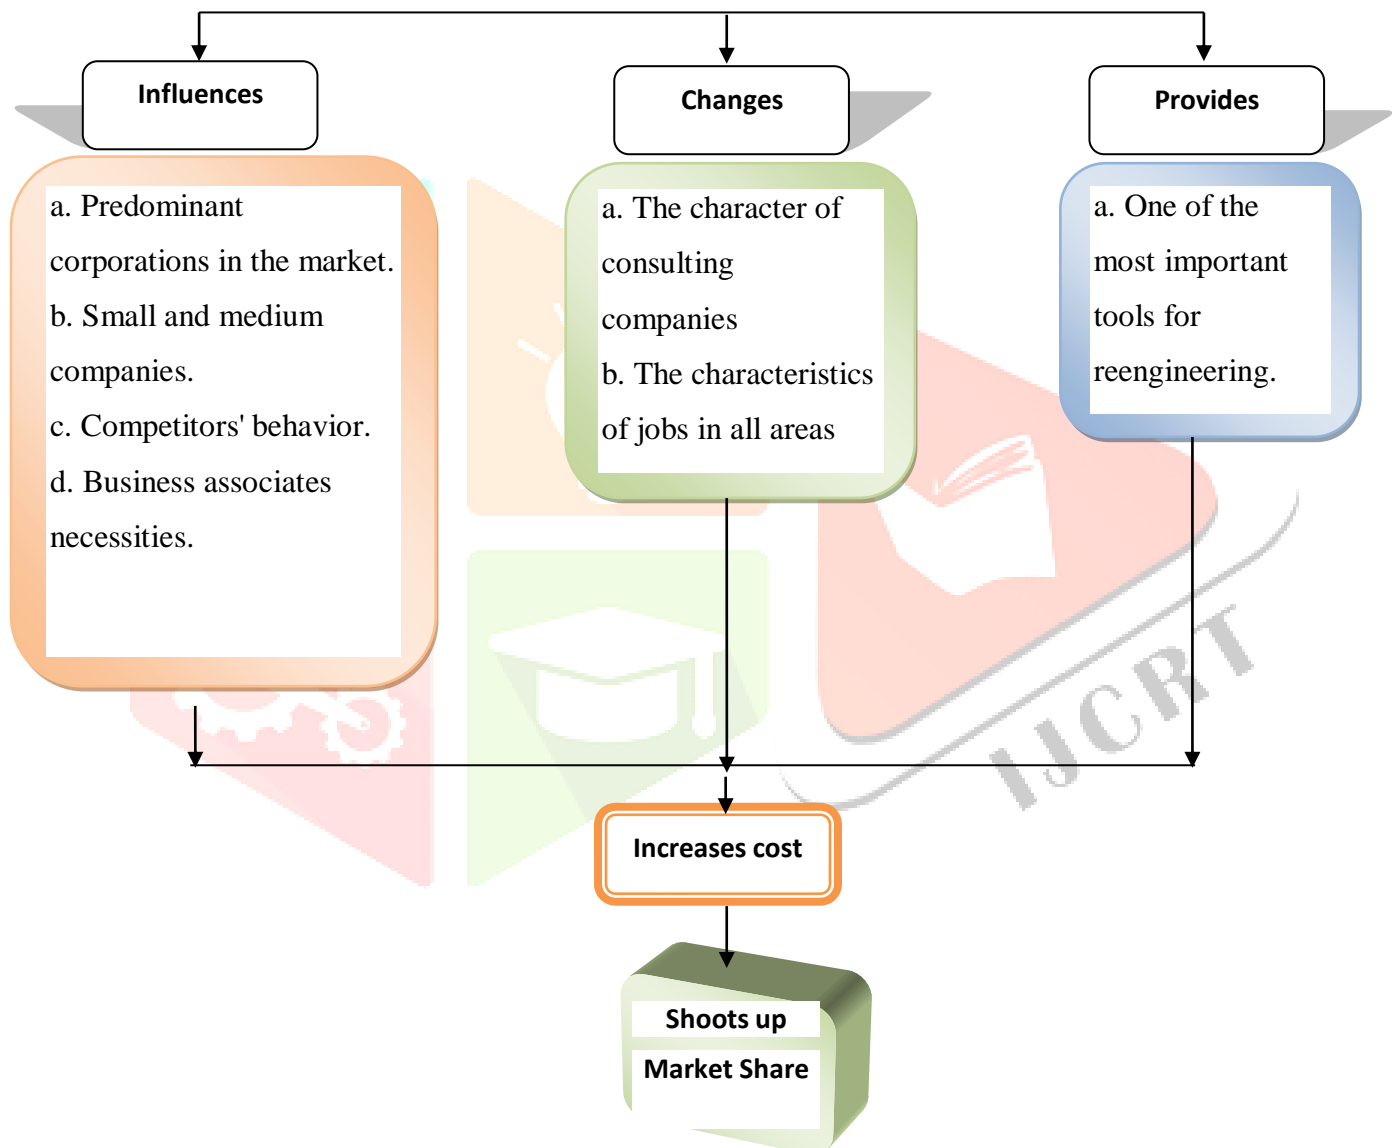 Influences
Changes
Provides
a. Predominant
corporations in the market.
b. Small and medium
companies.
c. Competitors' behavior.
d. Business associates
necessities.
a. The character of
consulting
companies
b. The characteristics
of jobs in all areas
a. One of the
most important
tools for
reengineering.
IJCRT
Increases cost
Shoots up
Market Share